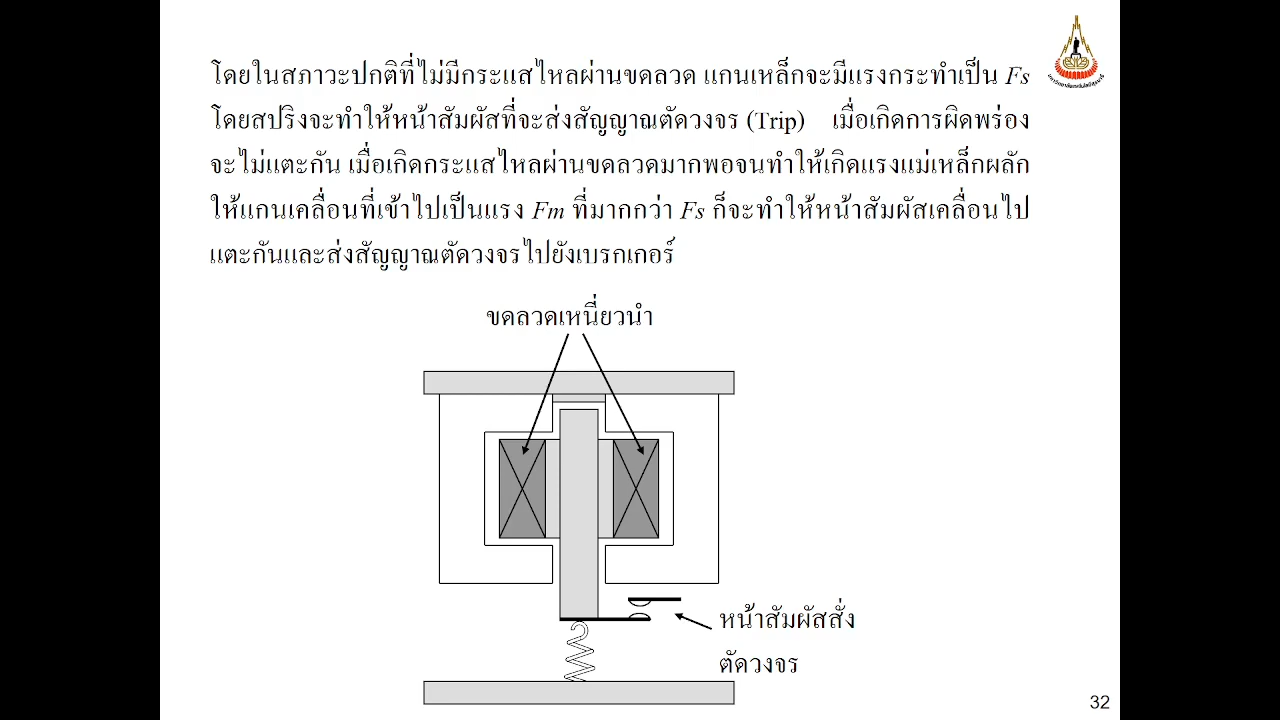 โดยในสภาวะปกติที่ไม่มีกระแสไหลผ่านขดลวด แกนเหล็กจะมีแรงกระทำเป็น Fs
โดยสปริงจะทำให้หน้าสัมผัสที่จะส่งสัญญาณตัดวงจร (Trip) เมื่อเกิดการผิดพร่อง
จะไม่แตะกัน เมื่อเกิดกระแสไหลผ่านขดลวดมากพอจนทำให้เกิดแรงแม่เหล็กผลัก
ให้แกนเคลื่อนที่เข้าไปเป็นแรง Fm ที่มากกว่า Fs ก็จะทำให้หน้าสัมผัสเคลื่อนไป
แตะกันและส่งสัญญาณตัดวงจรไปยังเบรกเกอร์
ขดลวดเหนี่ยวนำ
หน้าสัมผัสสั่ง
ตัดวงจร
32